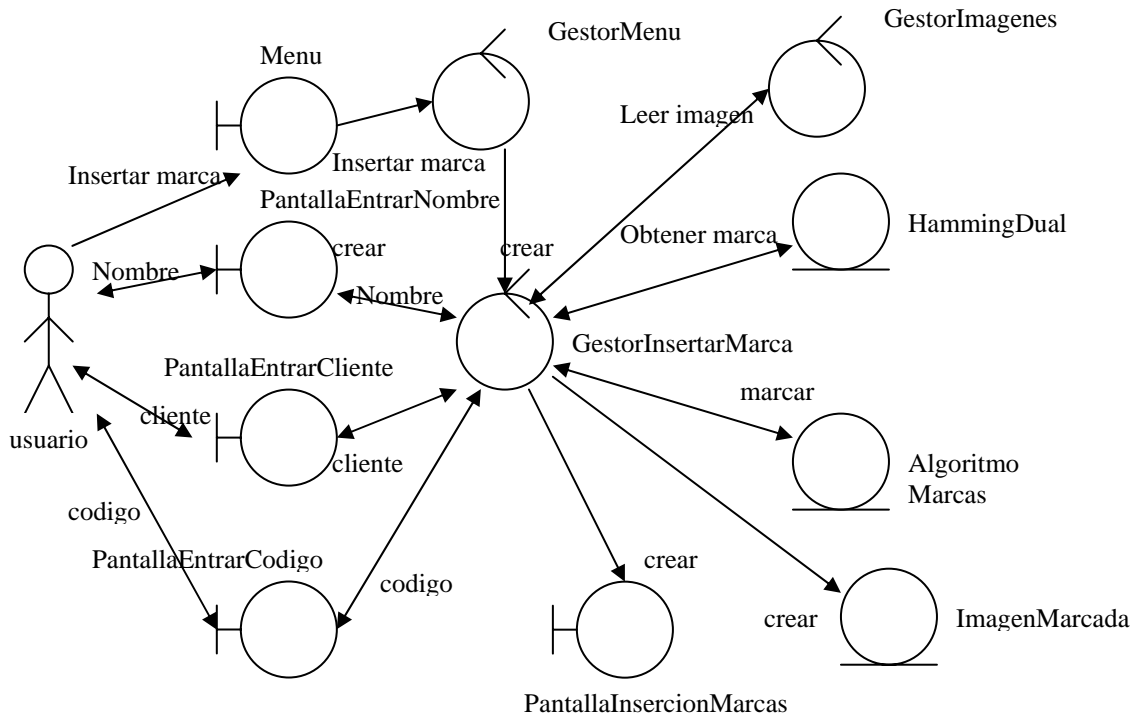 GestorMenu
GestorImagenes
Menu
Leer imagen
Insertar marca
Insertar marca
PantallaEntrarNombre
HammingDual
crear
crear
Obtener marca
Nombre
Nombre
GestorInsertarMarca
PantallaEntrarCliente
marcar
cliente
usuario
cliente
Algoritmo
Marcas
codigo
PantallaEntrarCodigo
crear
codigo
crear
ImagenMarcada
PantallaInsercionMarcas